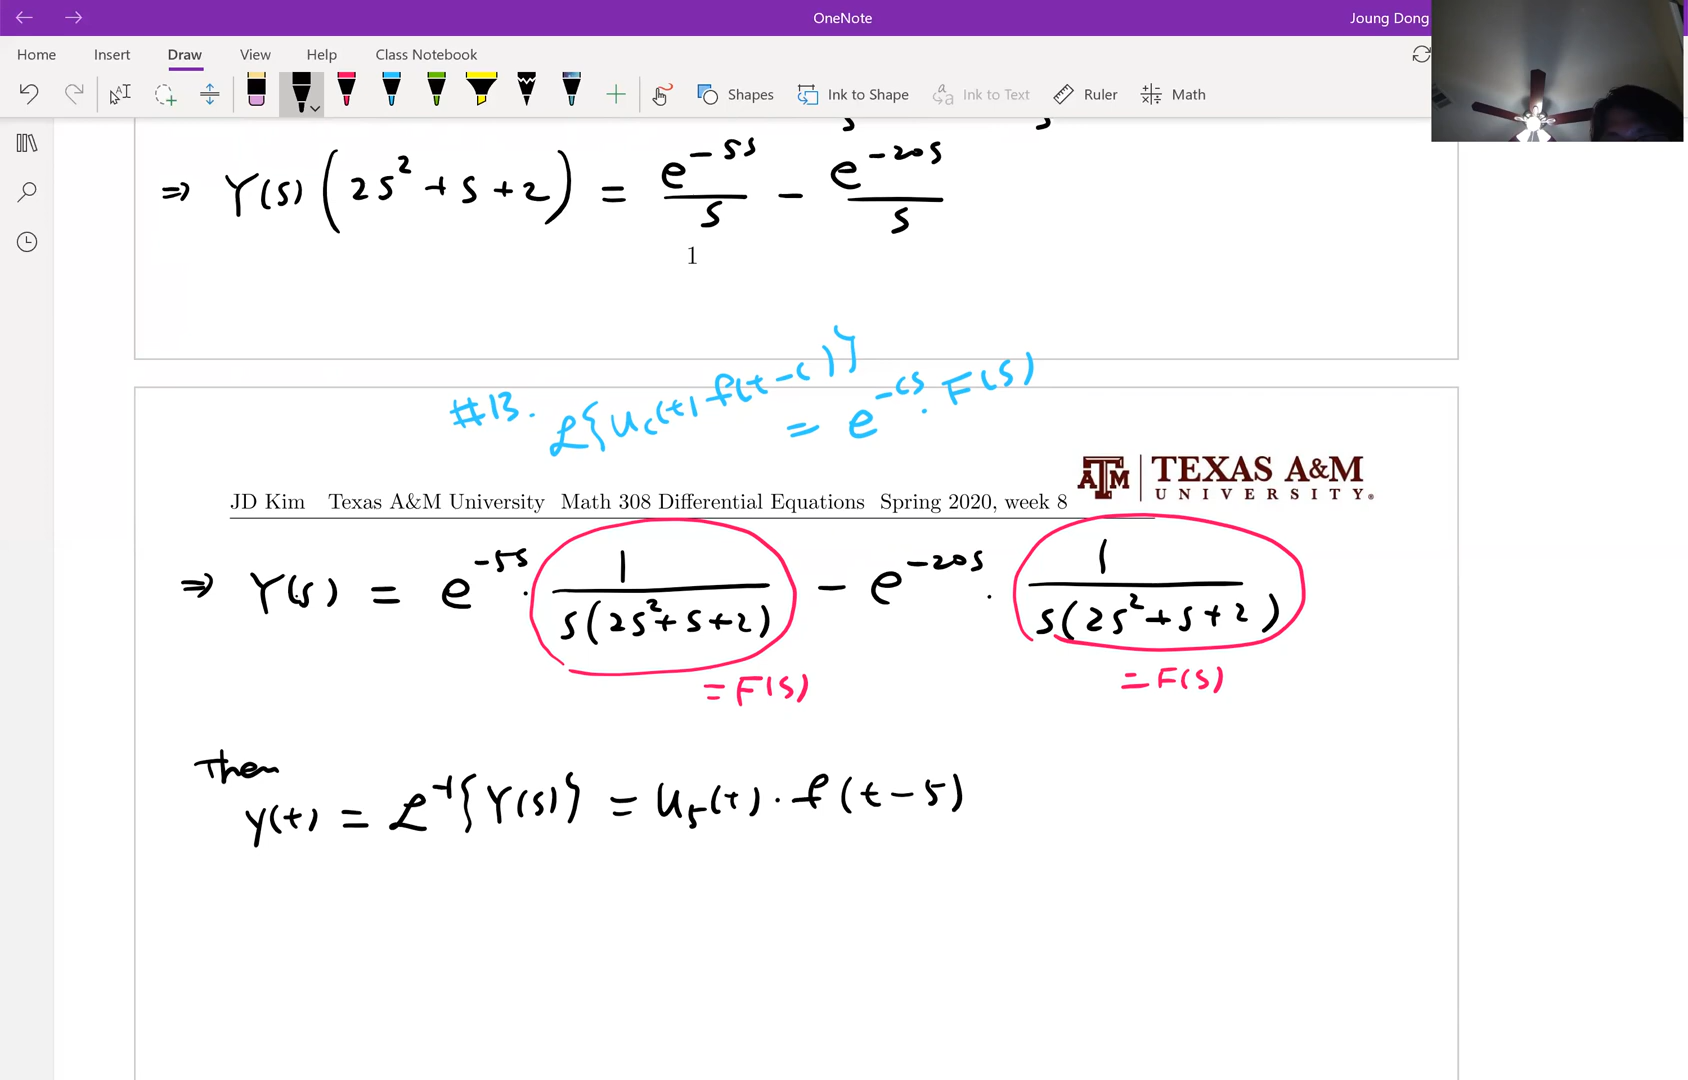 OneNote
Joung Dong
Home Insert Draw View Help Class Notebook
Shapes Ink to Shape Ink to Text Ruler Math
⇒ Y(s) (2s² + s + 2) = e^{-5s}/s - e^{-20s}/s
1
#13. ℒ{u_c(t) f(t-c)} = e^{-cs} · F(s)
TEXAS A&M
UNIVERSITY
JD Kim Texas A&M University Math 308 Differential Equations Spring 2020, week 8
⇒ Y(s) = e^{-5s} · 1/(s(2s²+s+2)) - e^{-20s} · 1/(s(2s²+s+2))
= F(s) = F(s)
Then
y(t) = ℒ^{-1}{Y(s)} = u_5(t) · f(t-5)